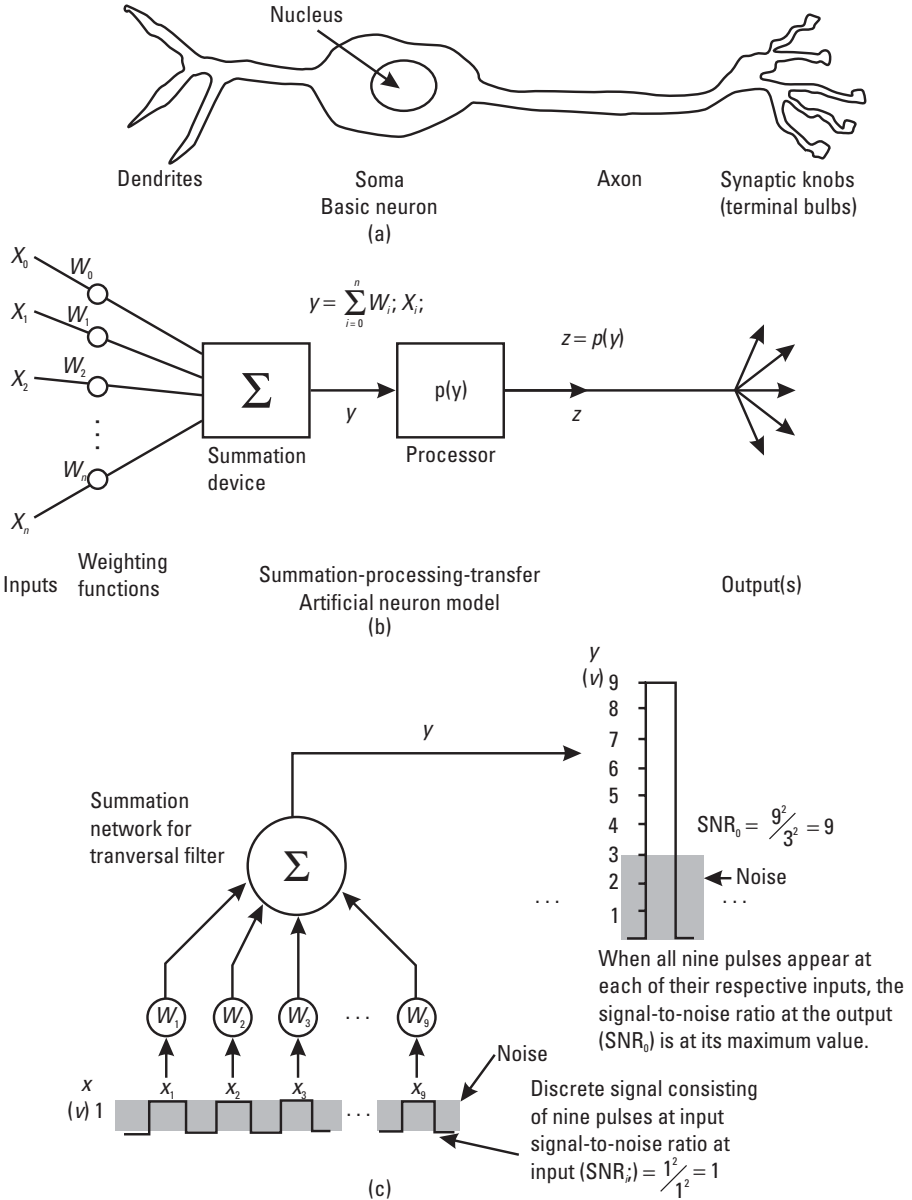 Nucleus
Dendrites
Soma
Axon
Synaptic knobs
(terminal bulbs)
Basic neuron
(a)
X₀
W₀
X₁
W₁
X₂
W₂
⋮
Wₙ
Xₙ
y = ∑ᵢ₌₀ⁿ Wᵢ; Xᵢ;
z = p(y)
Σ
y
p(y)
z
Summation
device
Processor
Inputs
Weighting
functions
Summation-processing-transfer
Artificial neuron model
Output(s)
(b)
y
(v) 9
8
7
6
5
4
3
2
1
y
Summation
network for
tranversal filter
Σ
SNR₀ = 9²/3² = 9
Noise
. . .
. . .
When all nine pulses appear at
each of their respective inputs, the
signal-to-noise ratio at the output
(SNR₀) is at its maximum value.
W₁ W₂ W₃ . . . W₉
x
(v) 1
x₁ x₂ x₃ . . . x₉
Noise
Discrete signal consisting
of nine pulses at input
signal-to-noise ratio at
input (SNRᵢ;) = 1²/1² = 1
(c)